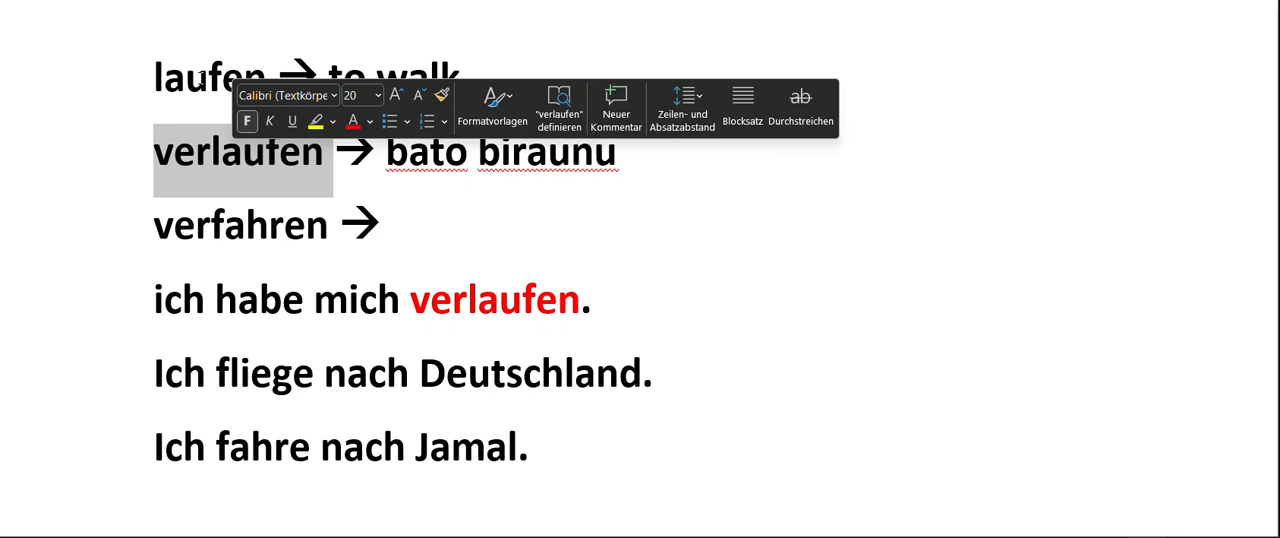 laufen → to walk
Calibri (Textkörpe 20 A A
F K U A
Formatvorlagen
"verlaufen" definieren
Neuer Kommentar
Zeilen- und Absatzabstand
Blocksatz
ab Durchstreichen
verlaufen → bato biraunu
verfahren →
ich habe mich verlaufen.
Ich fliege nach Deutschland.
Ich fahre nach Jamal.